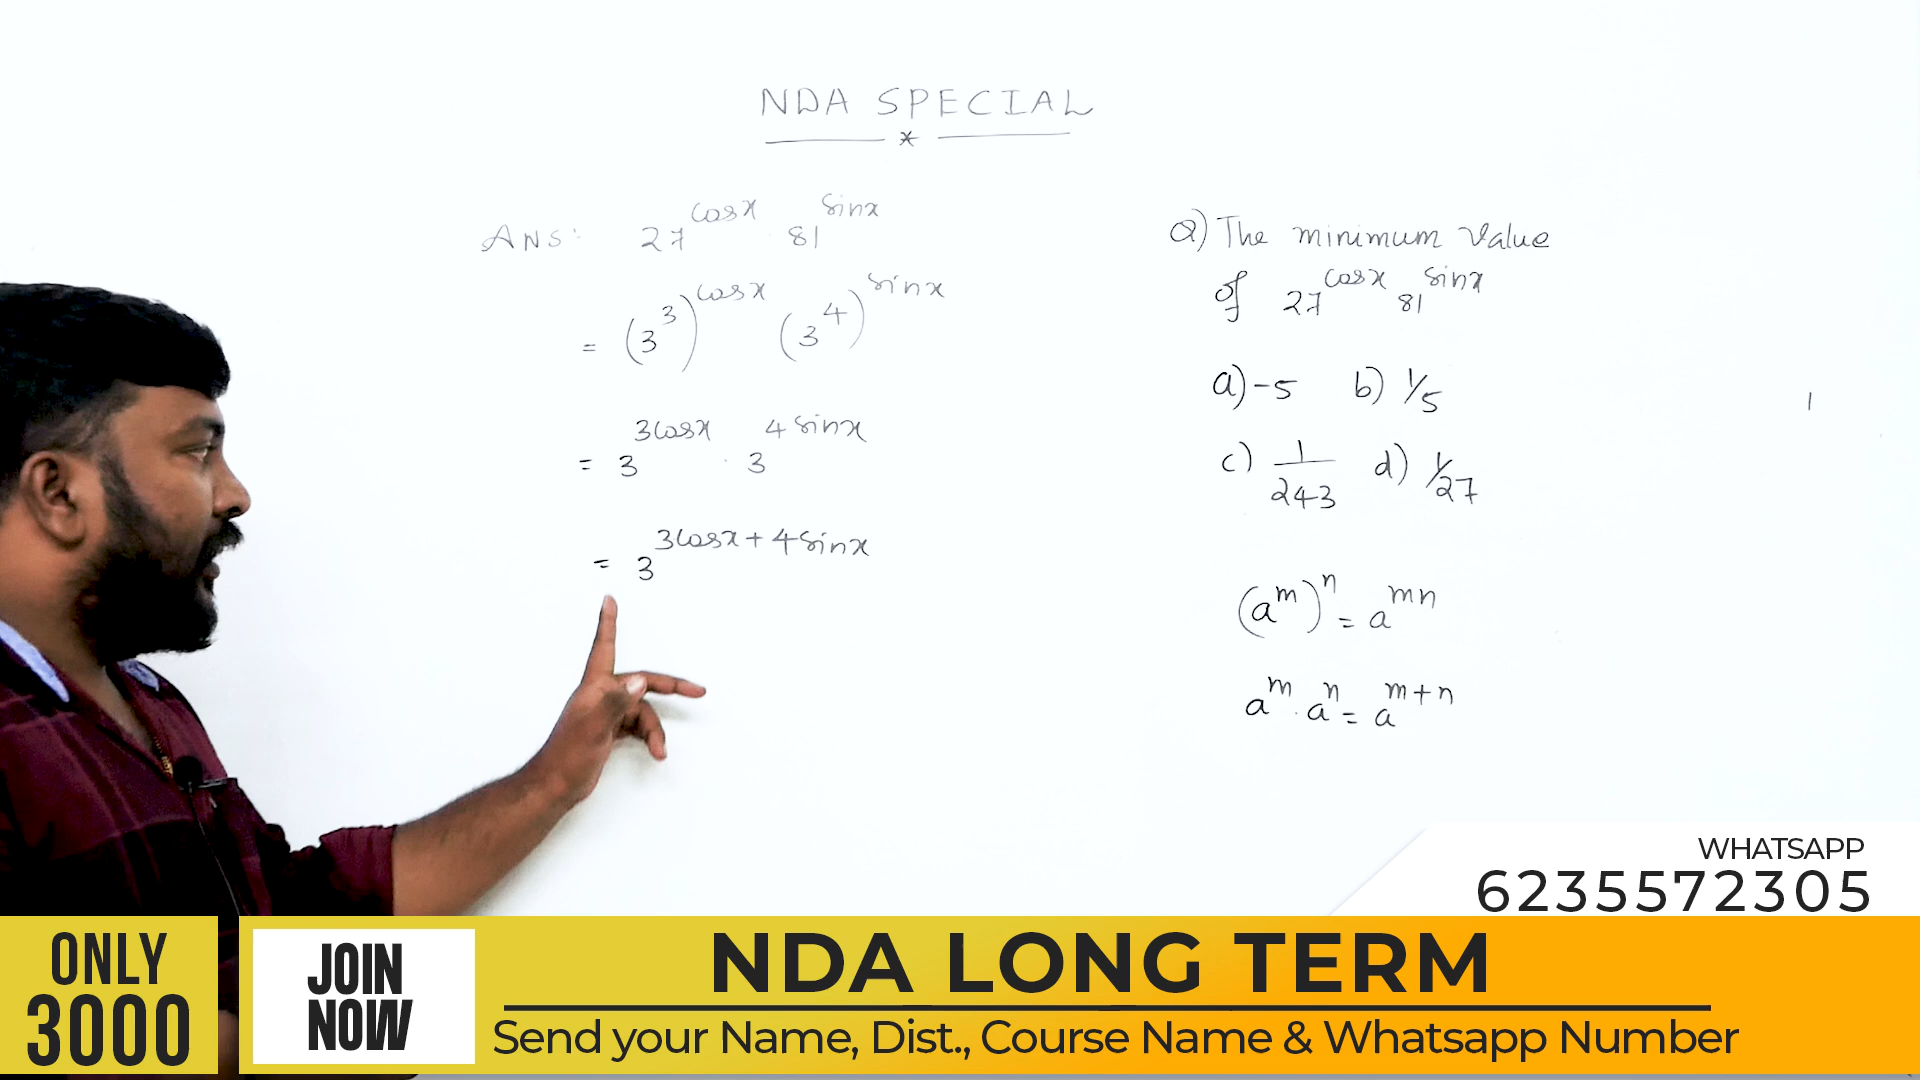 NDA SPECIAL
*
Ans: 27^cosx . 81^sinx
= (3^3)^cosx (3^4)^sinx
= 3^3cosx . 3^4sinx
= 3^3cosx+4sinx
Q) The minimum value
of 27^cosx 81^sinx
a) -5 b) 1/5
c) 1/243 d) 1/27
(a^m)^n = a^mn
a^m . a^n = a^m+n
WHATSAPP
6235572305
ONLY
3000
JOIN
NOW
NDA LONG TERM
Send your Name, Dist., Course Name & Whatsapp Number